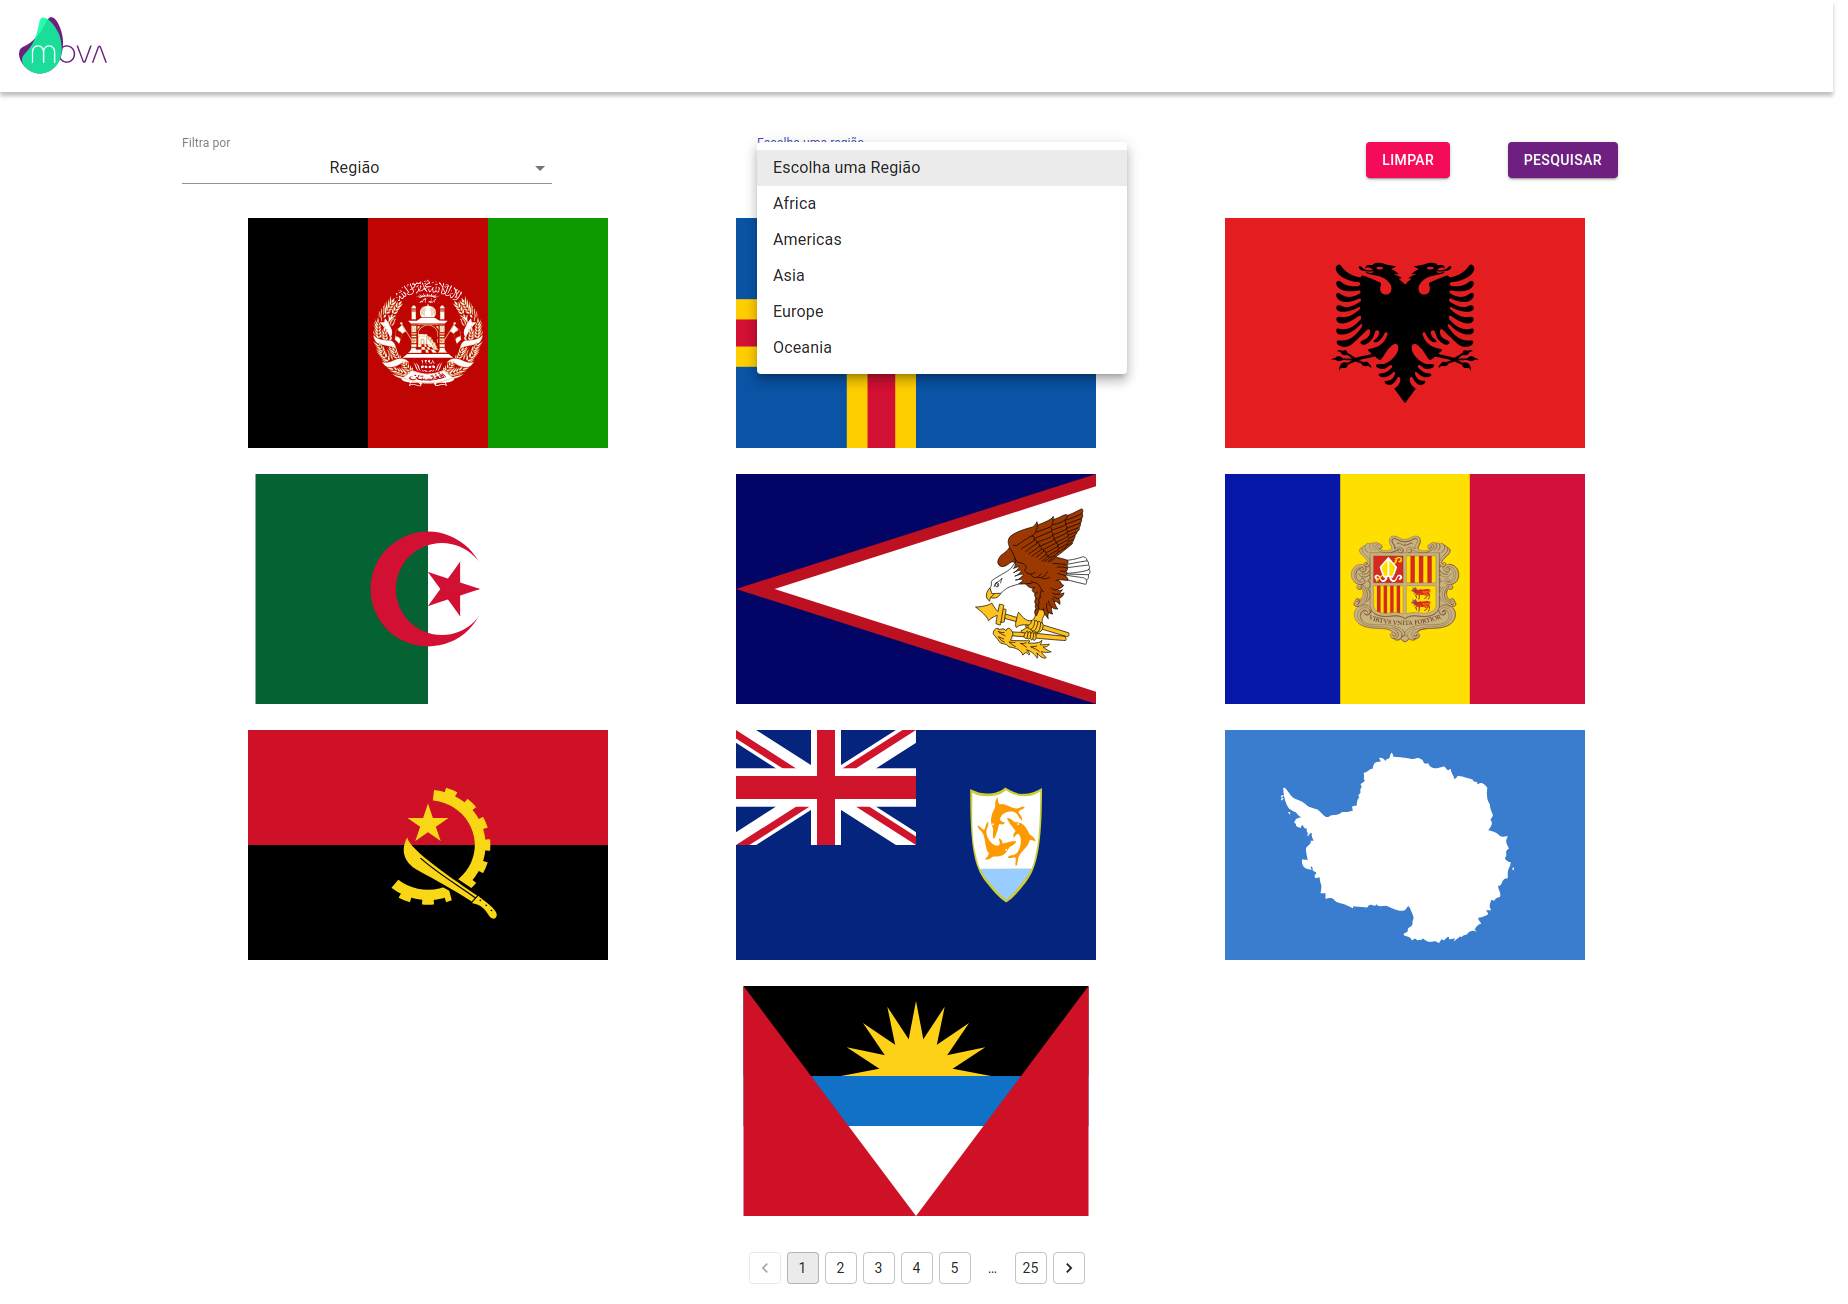 mOVA
Filtra por
Região
Escolha uma região
Escolha uma Região
Africa
Americas
Asia
Europe
Oceania
LIMPAR
PESQUISAR
VIRTVS VNITA FORTIOR
1 2 3 4 5 ... 25